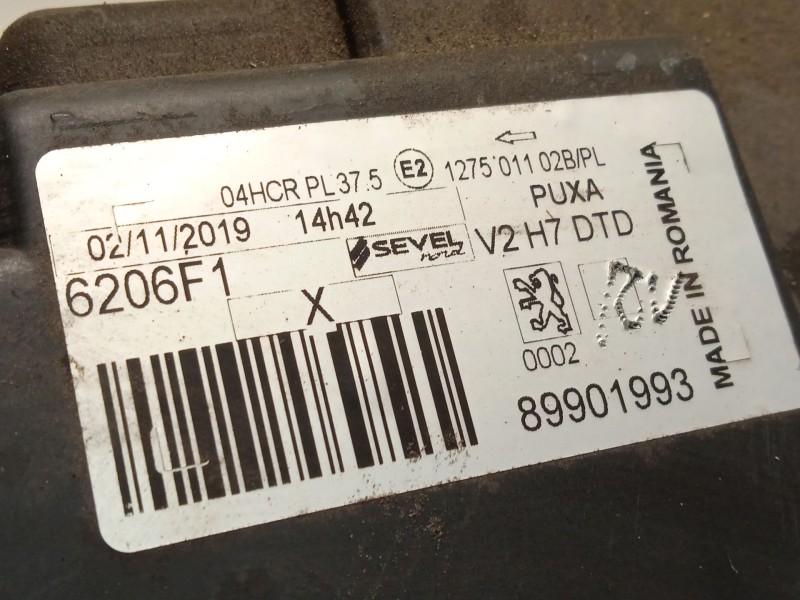 04HCR PL 37.5 E2 1275 011 02B/PL
02/11/2019 14h42 PUXA
SEVEL nord V2 H7 DTD
6206F1
X
0002
89901993
MADE IN ROMANIA